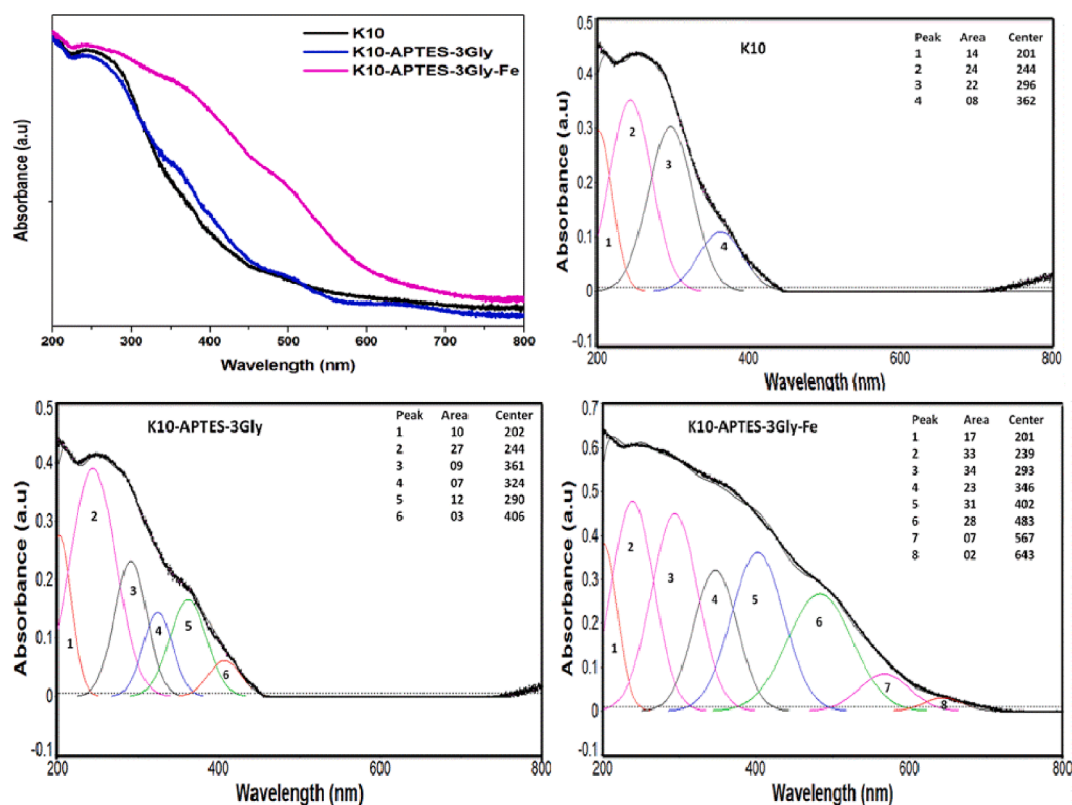 K10
K10-APTES-3Gly
K10-APTES-3Gly-Fe
Absorbance (a.u)
200 300 400 500 600 700 800
Wavelength (nm)
K10
Peak Area Center
1 14 201
2 24 244
3 22 296
4 08 362
0.5
0.4
0.3
0.2
0.1
0
-0.1
1
2
3
4
Absorbance (a.u)
200 400 600 800
Wavelength (nm)
K10-APTES-3Gly
Peak Area Center
1 10 202
2 27 244
3 09 361
4 07 324
5 12 290
6 03 406
0.5
0.4
0.3
0.2
0.1
0
-0.1
1
2
3
4
5
6
Absorbance (a.u)
200 400 600 800
Wavelength (nm)
K10-APTES-3Gly-Fe
Peak Area Center
1 17 201
2 33 239
3 34 293
4 23 346
5 31 402
6 28 483
7 07 567
8 02 643
0.7
0.6
0.5
0.4
0.3
0.2
0.1
0
-0.1
1
2
3
4
5
6
7
8
Absorbance (a.u)
200 400 600 800
Wavelength (nm)